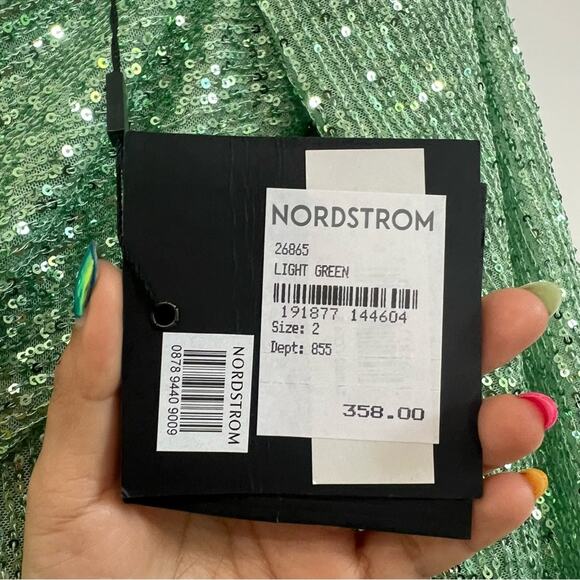 NORDSTROM
26865
LIGHT GREEN
191877 144604
Size: 2
Dept: 855
358.00
NORDSTROM
0878 9440 9009